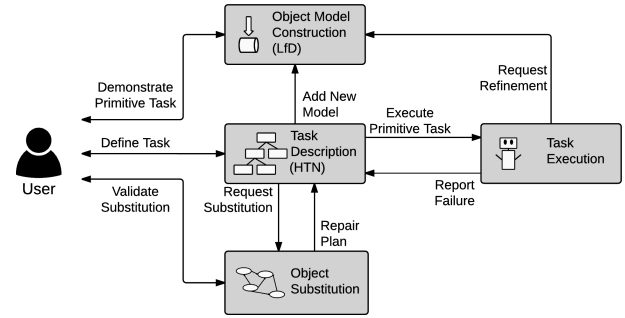 Object Model
Construction
(LfD)
Demonstrate
Primitive Task
Request
Refinement
Add New
Model
Execute
Primitive Task
Define Task
Task
Description
(HTN)
Task
Execution
User
Validate
Substitution
Request
Substitution
Report
Failure
Repair
Plan
Object
Substitution